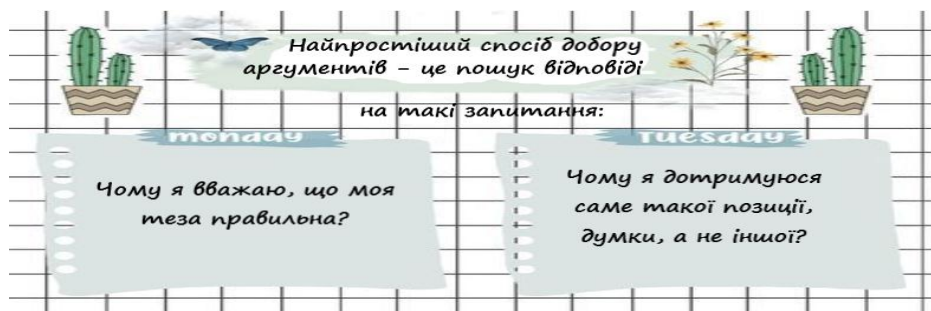 Найпростіший спосіб добору
аргументів – це пошук відповіді
на такі запитання:
monday
Чому я вважаю, що моя
теза правильна?
Tuesday
Чому я дотримуюся
саме такої позиції,
думки, а не іншої?